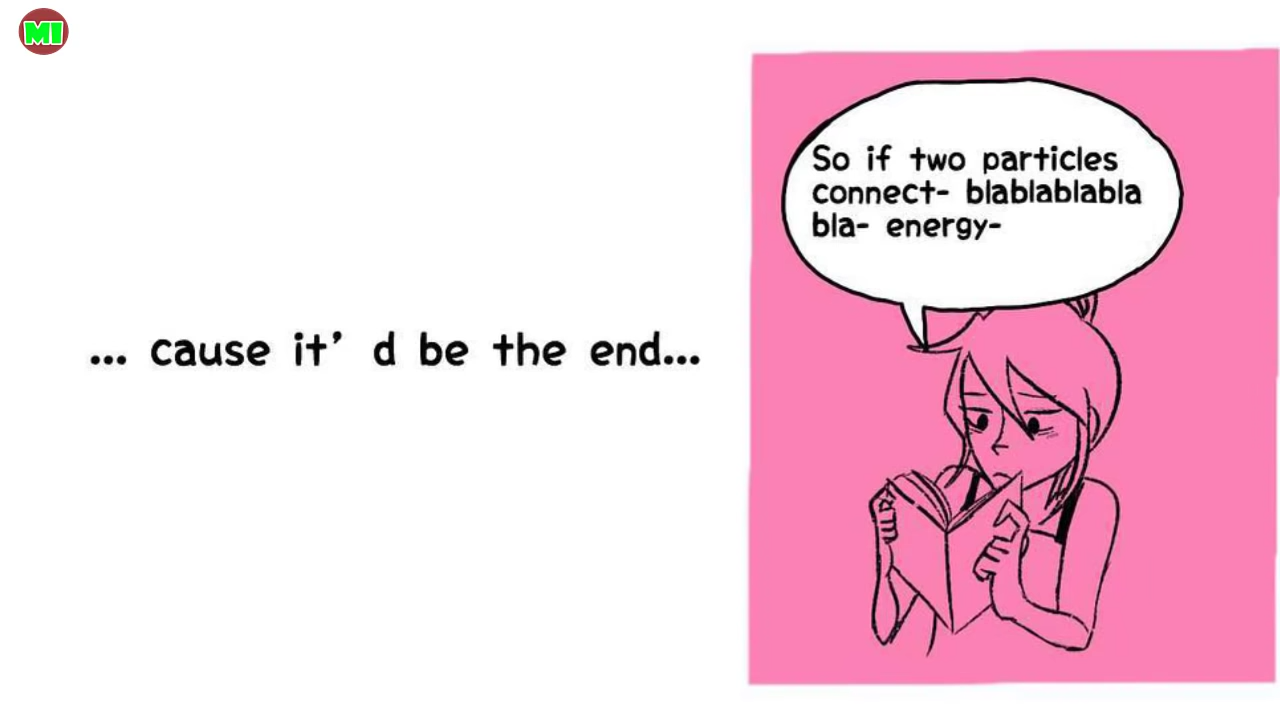 MI
... cause it' d be the end...
So if two particles
connect- blablablabla
bla- energy-